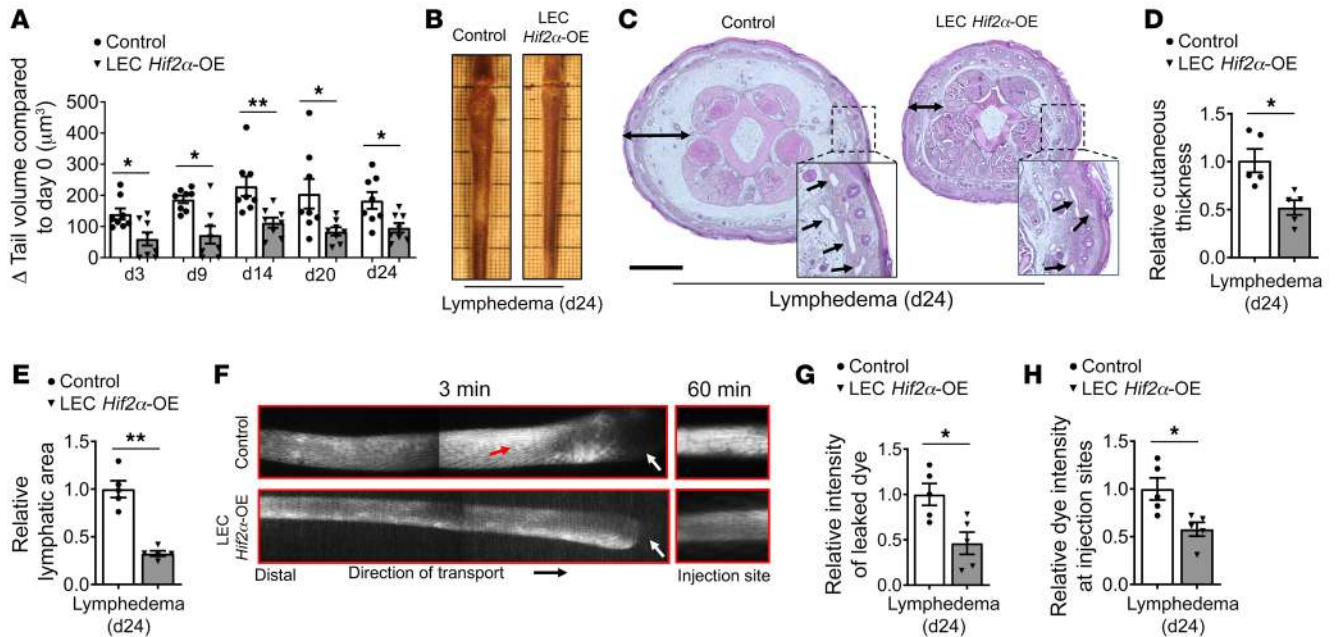 A
Control
LEC Hif2α-OE
Δ Tail volume compared
to day 0 (μm³)
500
400
300
200
100
0
*
*
**
*
*
d3
d9
d14
d20
d24
B
Control
LEC
Hif2α-OE
Lymphedema (d24)
C
Control
LEC Hif2α-OE
Lymphedema (d24)
D
Control
LEC Hif2α-OE
Relative cutaneous
thickness
1.5
1.0
0.5
0.0
*
Lymphedema
(d24)
E
Control
LEC Hif2α-OE
Relative
lymphatic area
1.5
1.0
0.5
0
**
Lymphedema
(d24)
F
3 min
60 min
Control
LEC
Hif2α-OE
Distal
Direction of transport
Injection site
G
Control
LEC Hif2α-OE
Relative intensity
of leaked dye
1.5
1.0
0.5
0
*
Lymphedema
(d24)
H
Control
LEC Hif2α-OE
Relative dye intensity
at injection sites
1.5
1.0
0.5
0
*
Lymphedema
(d24)